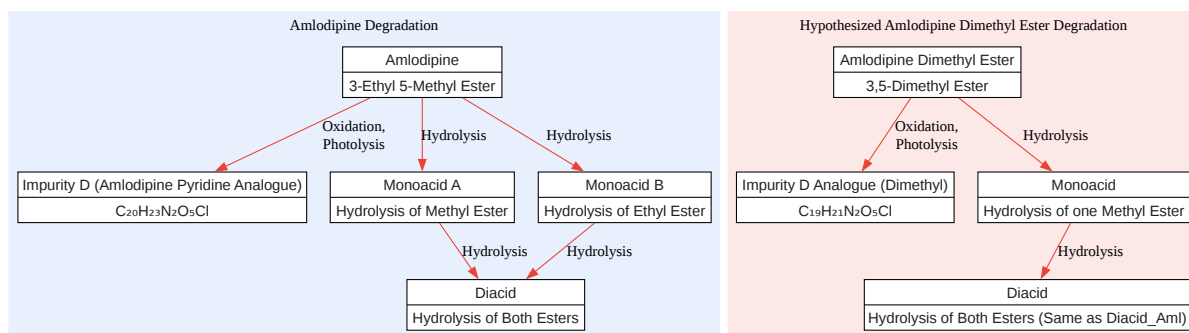 Amlodipine Degradation
Amlodipine
3-Ethyl 5-Methyl Ester
Oxidation,
Photolysis
Hydrolysis
Hydrolysis
Impurity D (Amlodipine Pyridine Analogue)
C₂₀H₂₃N₂O₅Cl
Monoacid A
Hydrolysis of Methyl Ester
Monoacid B
Hydrolysis of Ethyl Ester
Hydrolysis
Hydrolysis
Diacid
Hydrolysis of Both Esters
Hypothesized Amlodipine Dimethyl Ester Degradation
Amlodipine Dimethyl Ester
3,5-Dimethyl Ester
Oxidation,
Photolysis
Hydrolysis
Impurity D Analogue (Dimethyl)
C₁₉H₂₁N₂O₅Cl
Monoacid
Hydrolysis of one Methyl Ester
Hydrolysis
Diacid
Hydrolysis of Both Esters (Same as Diacid_Aml)